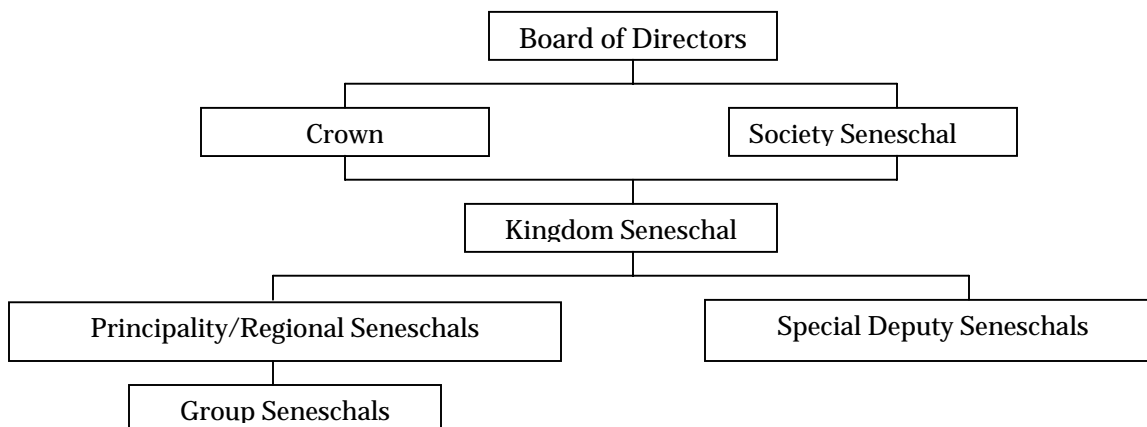 Board of Directors
Crown
Society Seneschal
Kingdom Seneschal
Principality/Regional Seneschals
Special Deputy Seneschals
Group Seneschals